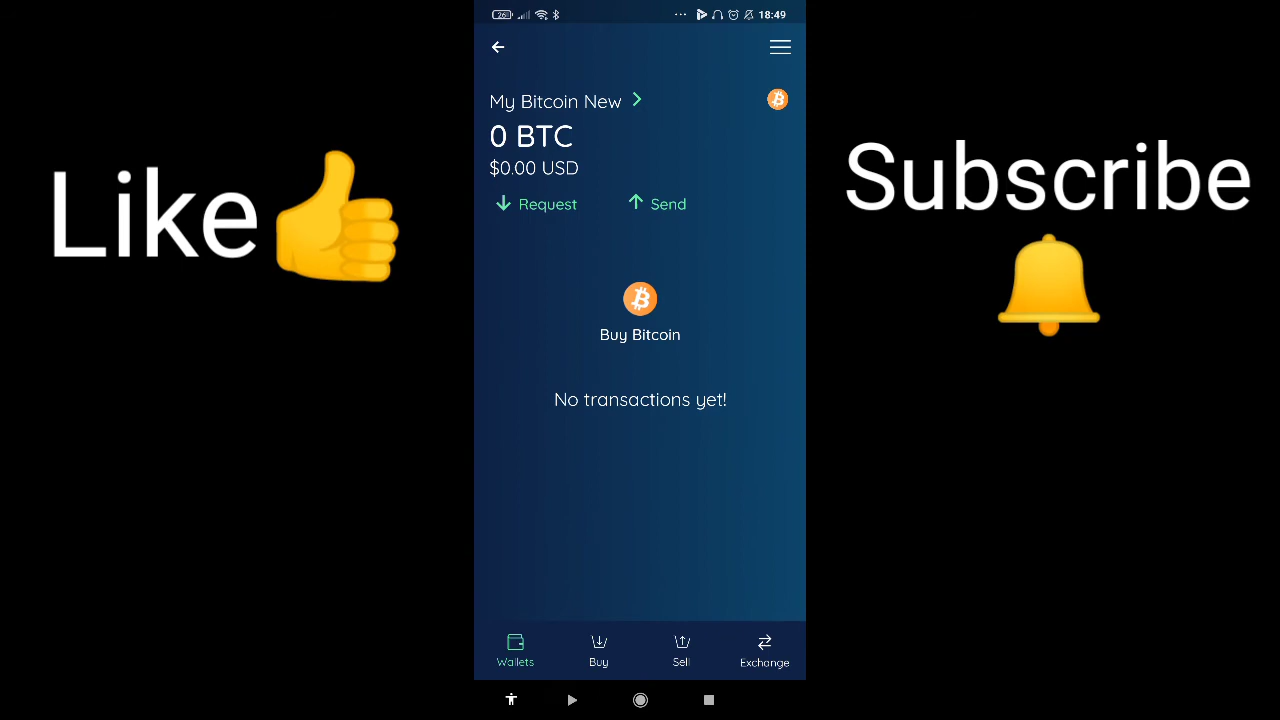 26
18:49
My Bitcoin New
0 BTC
$0.00 USD
Request
Send
Like
Subscribe
Buy Bitcoin
No transactions yet!
Wallets
Buy
Sell
Exchange